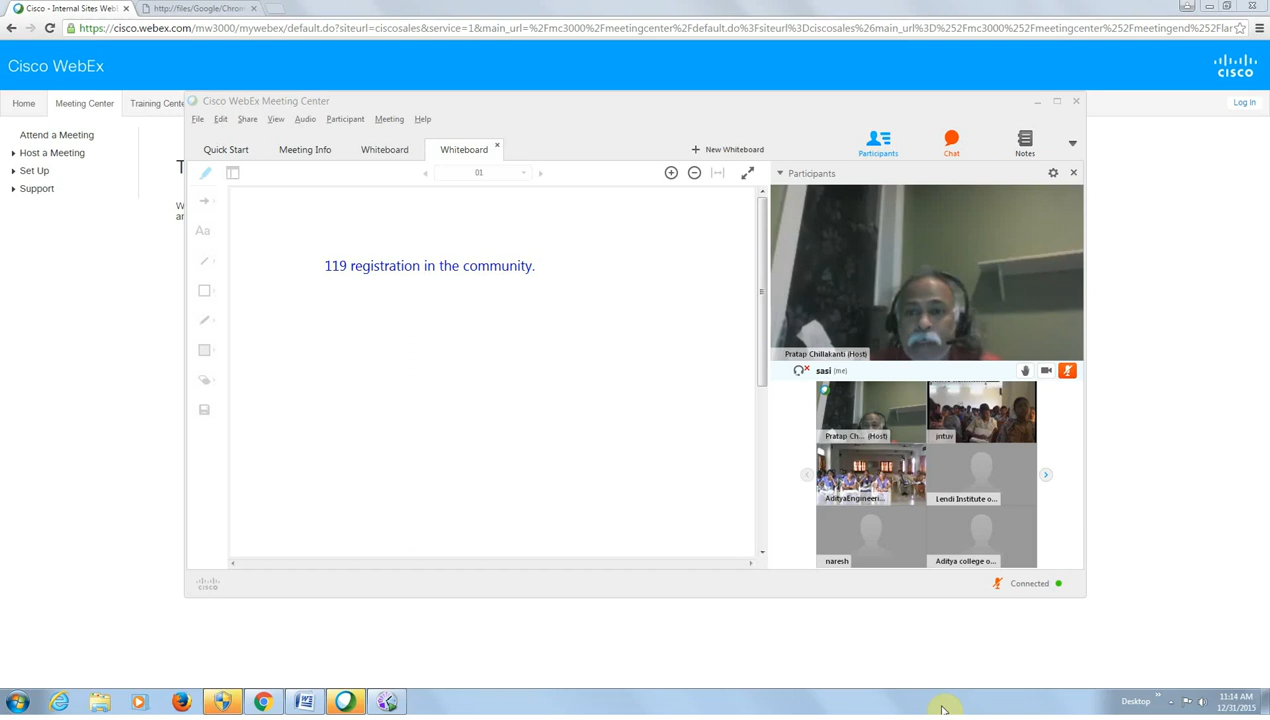 Cisco - Internal Sites Web
http://files/Google/Chrom
https://cisco.webex.com/mw3000/mywebex/default.do?siteurl=ciscosales&service=1&main_url=%2Fmc3000%2Fmeetingcenter%2Fdefault.do%3Fsiteurl%3Dciscosales%26main_url%3D%252Fmc3000%252Fmeetingcenter%252Fmeetingend%252Flan
Cisco WebEx
CISCO
Home
Meeting Center
Training Cente
Log In
Attend a Meeting
Host a Meeting
Set Up
Support
T
W
ar
Cisco WebEx Meeting Center
File Edit Share View Audio Participant Meeting Help
Quick Start
Meeting Info
Whiteboard
Whiteboard
New Whiteboard
Participants
Chat
Notes
01
Participants
Aa
119 registration in the community.
Pratap Chillakanti (Host)
sasi (me)
Pratap Ch... (Host)
jntuv
AdityaEngineeri...
Lendi Institute o...
naresh
Aditya college o...
CISCO
Connected
Desktop
11:14 AM
12/31/2015